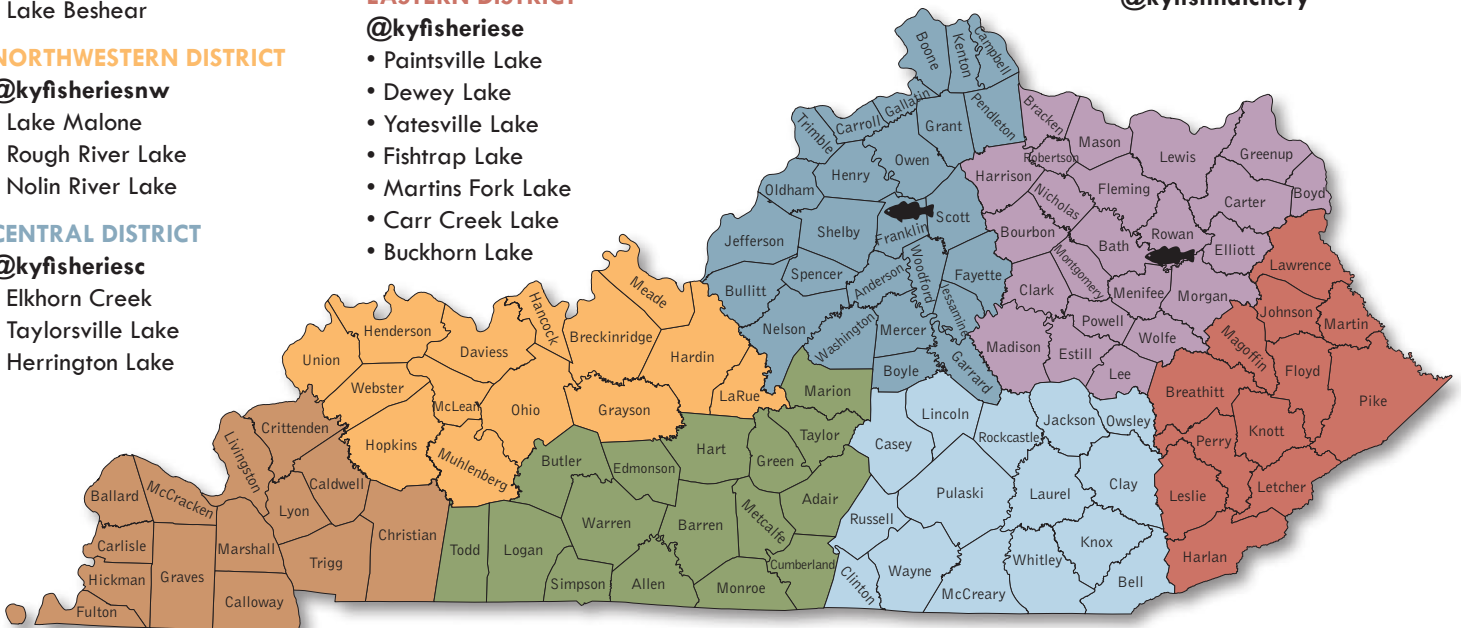 Lake Beshear
NORTHWESTERN DISTRICT
@kyfisheriesnw
Lake Malone
Rough River Lake
Nolin River Lake
CENTRAL DISTRICT
@kyfisheriesc
Elkhorn Creek
Taylorsville Lake
Herrington Lake
EASTERN DISTRICT
@kyfisheriese
• Paintsville Lake
• Dewey Lake
• Yatesville Lake
• Fishtrap Lake
• Martins Fork Lake
• Carr Creek Lake
• Buckhorn Lake
@kyfishhatchery
Boone
Kenton
Campbell
Gallatin
Carroll
Trimble
Grant
Pendleton
Owen
Henry
Oldham
Scott
Franklin
Shelby
Jefferson
Spencer
Anderson
Woodford
Fayette
Bullitt
Jessamine
Nelson
Washington
Mercer
Boyle
Garrard
Bracken
Mason
Robertson
Lewis
Greenup
Harrison
Nicholas
Fleming
Carter
Boyd
Bourbon
Bath
Rowan
Elliott
Montgomery
Clark
Menifee
Morgan
Powell
Madison
Estill
Wolfe
Lee
Lawrence
Johnson
Martin
Magoffin
Floyd
Breathitt
Pike
Knott
Perry
Leslie
Letcher
Harlan
Meade
Hancock
Breckinridge
Henderson
Daviess
Union
Hardin
Webster
McLean
Ohio
Grayson
LaRue
Hopkins
Muhlenberg
Marion
Taylor
Hart
Green
Butler
Edmonson
Adair
Warren
Barren
Metcalfe
Todd
Logan
Simpson
Allen
Monroe
Cumberland
Lincoln
Jackson
Owsley
Casey
Rockcastle
Pulaski
Laurel
Clay
Russell
Knox
Wayne
Whitley
Clinton
McCreary
Bell
Crittenden
Livingston
Caldwell
Ballard
McCracken
Lyon
Christian
Carlisle
Marshall
Trigg
Hickman
Graves
Calloway
Fulton